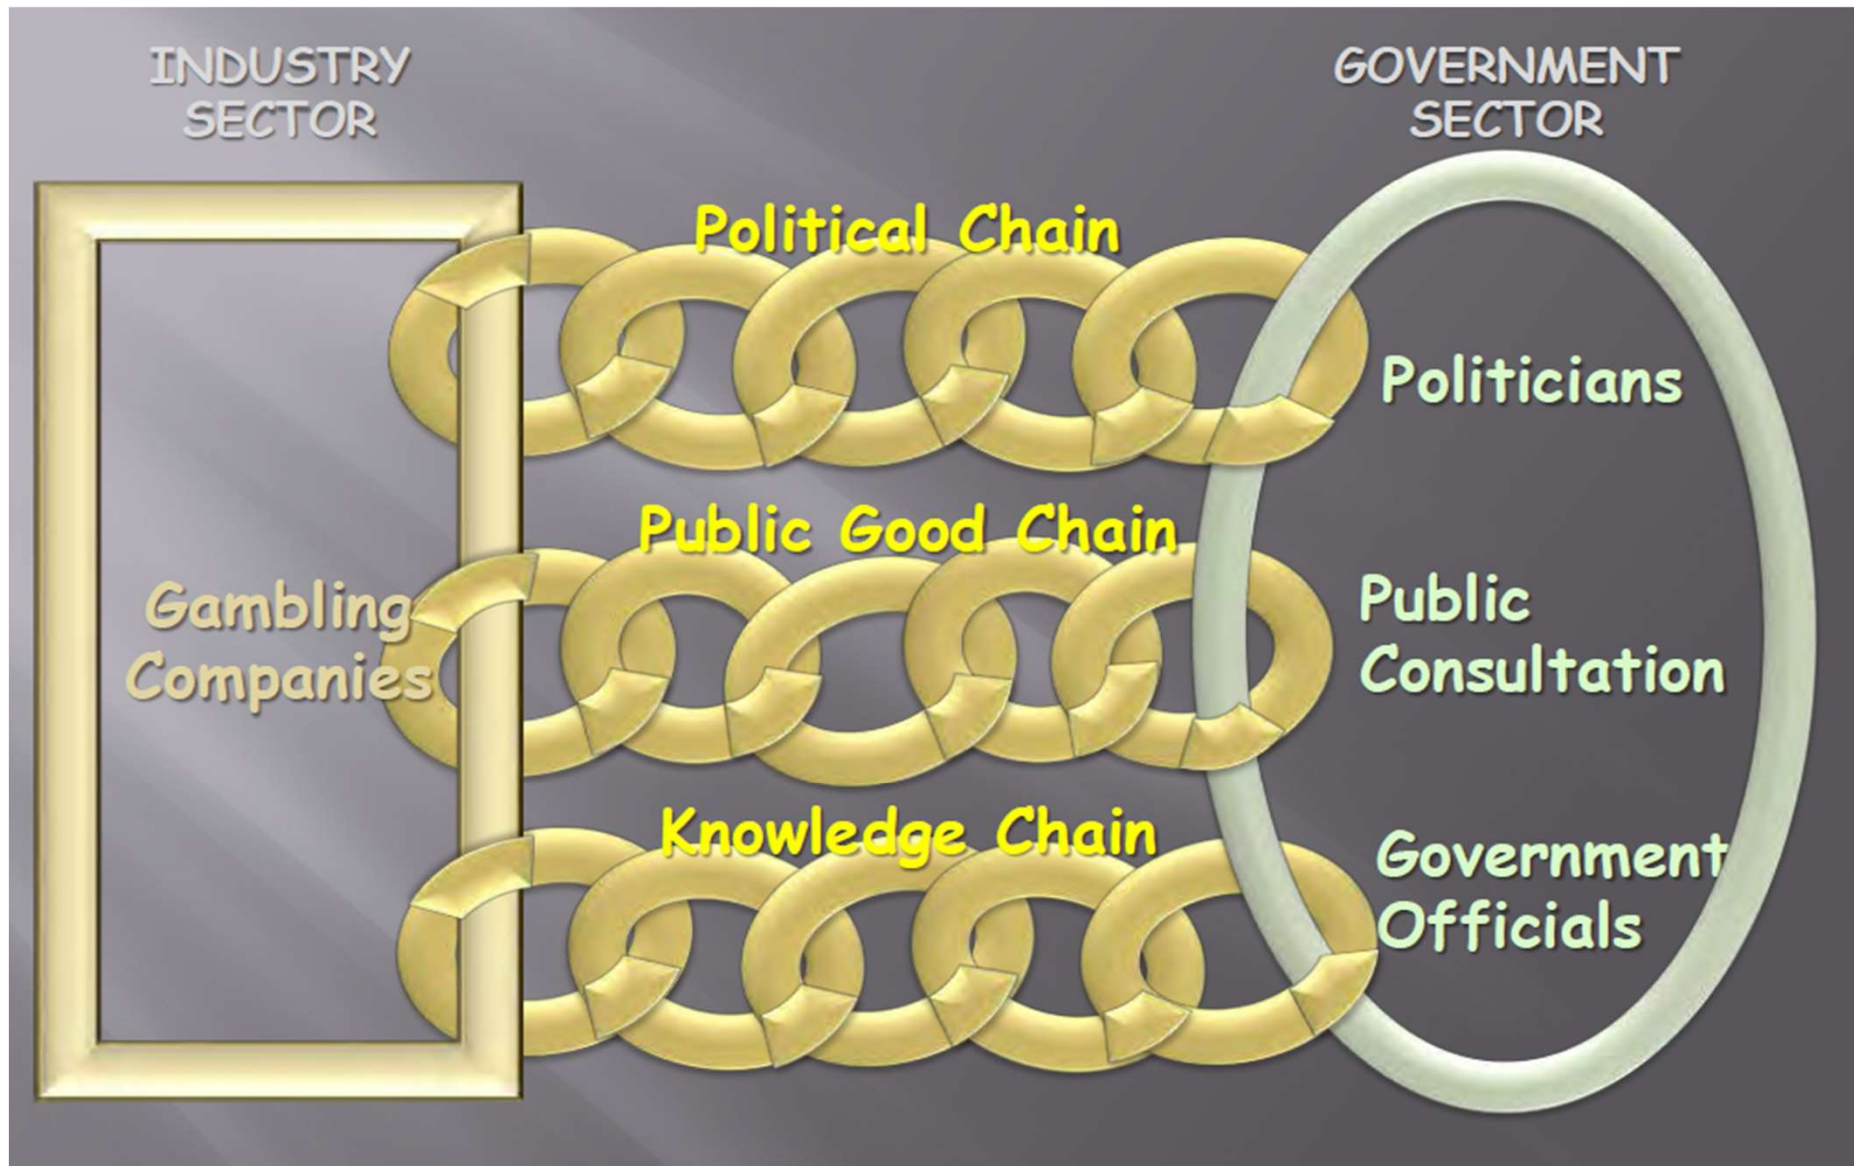 INDUSTRY
SECTOR
GOVERNMENT
SECTOR
Political Chain
Politicians
Public Good Chain
Gambling
Companies
Public
Consultation
Knowledge Chain
Government
Officials